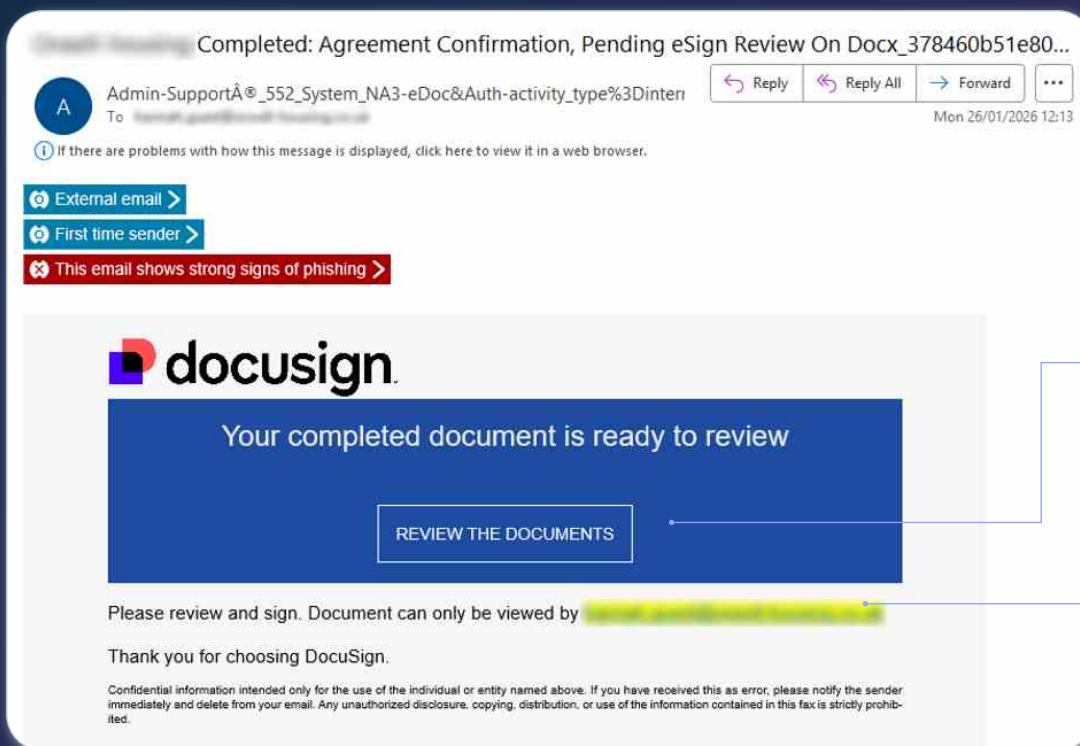 Completed: Agreement Confirmation, Pending eSign Review On Docx_378460b51e80...
A
Admin-SupportÂ®_552_System_NA3-eDoc&Auth-activity_type%3Dintern
Reply
Reply All
Forward
...
To
Mon 26/01/2026 12:13
If there are problems with how this message is displayed, click here to view it in a web browser.
External email >
First time sender >
This email shows strong signs of phishing >
docusign.
Your completed document is ready to review
REVIEW THE DOCUMENTS
Please review and sign. Document can only be viewed by
Thank you for choosing DocuSign.
Confidential information intended only for the use of the individual or entity named above. If you have received this as error, please notify the sender
immediately and delete from your email. Any unauthorized disclosure, copying, distribution, or use of the information contained in this fax is strictly prohib-
ited.